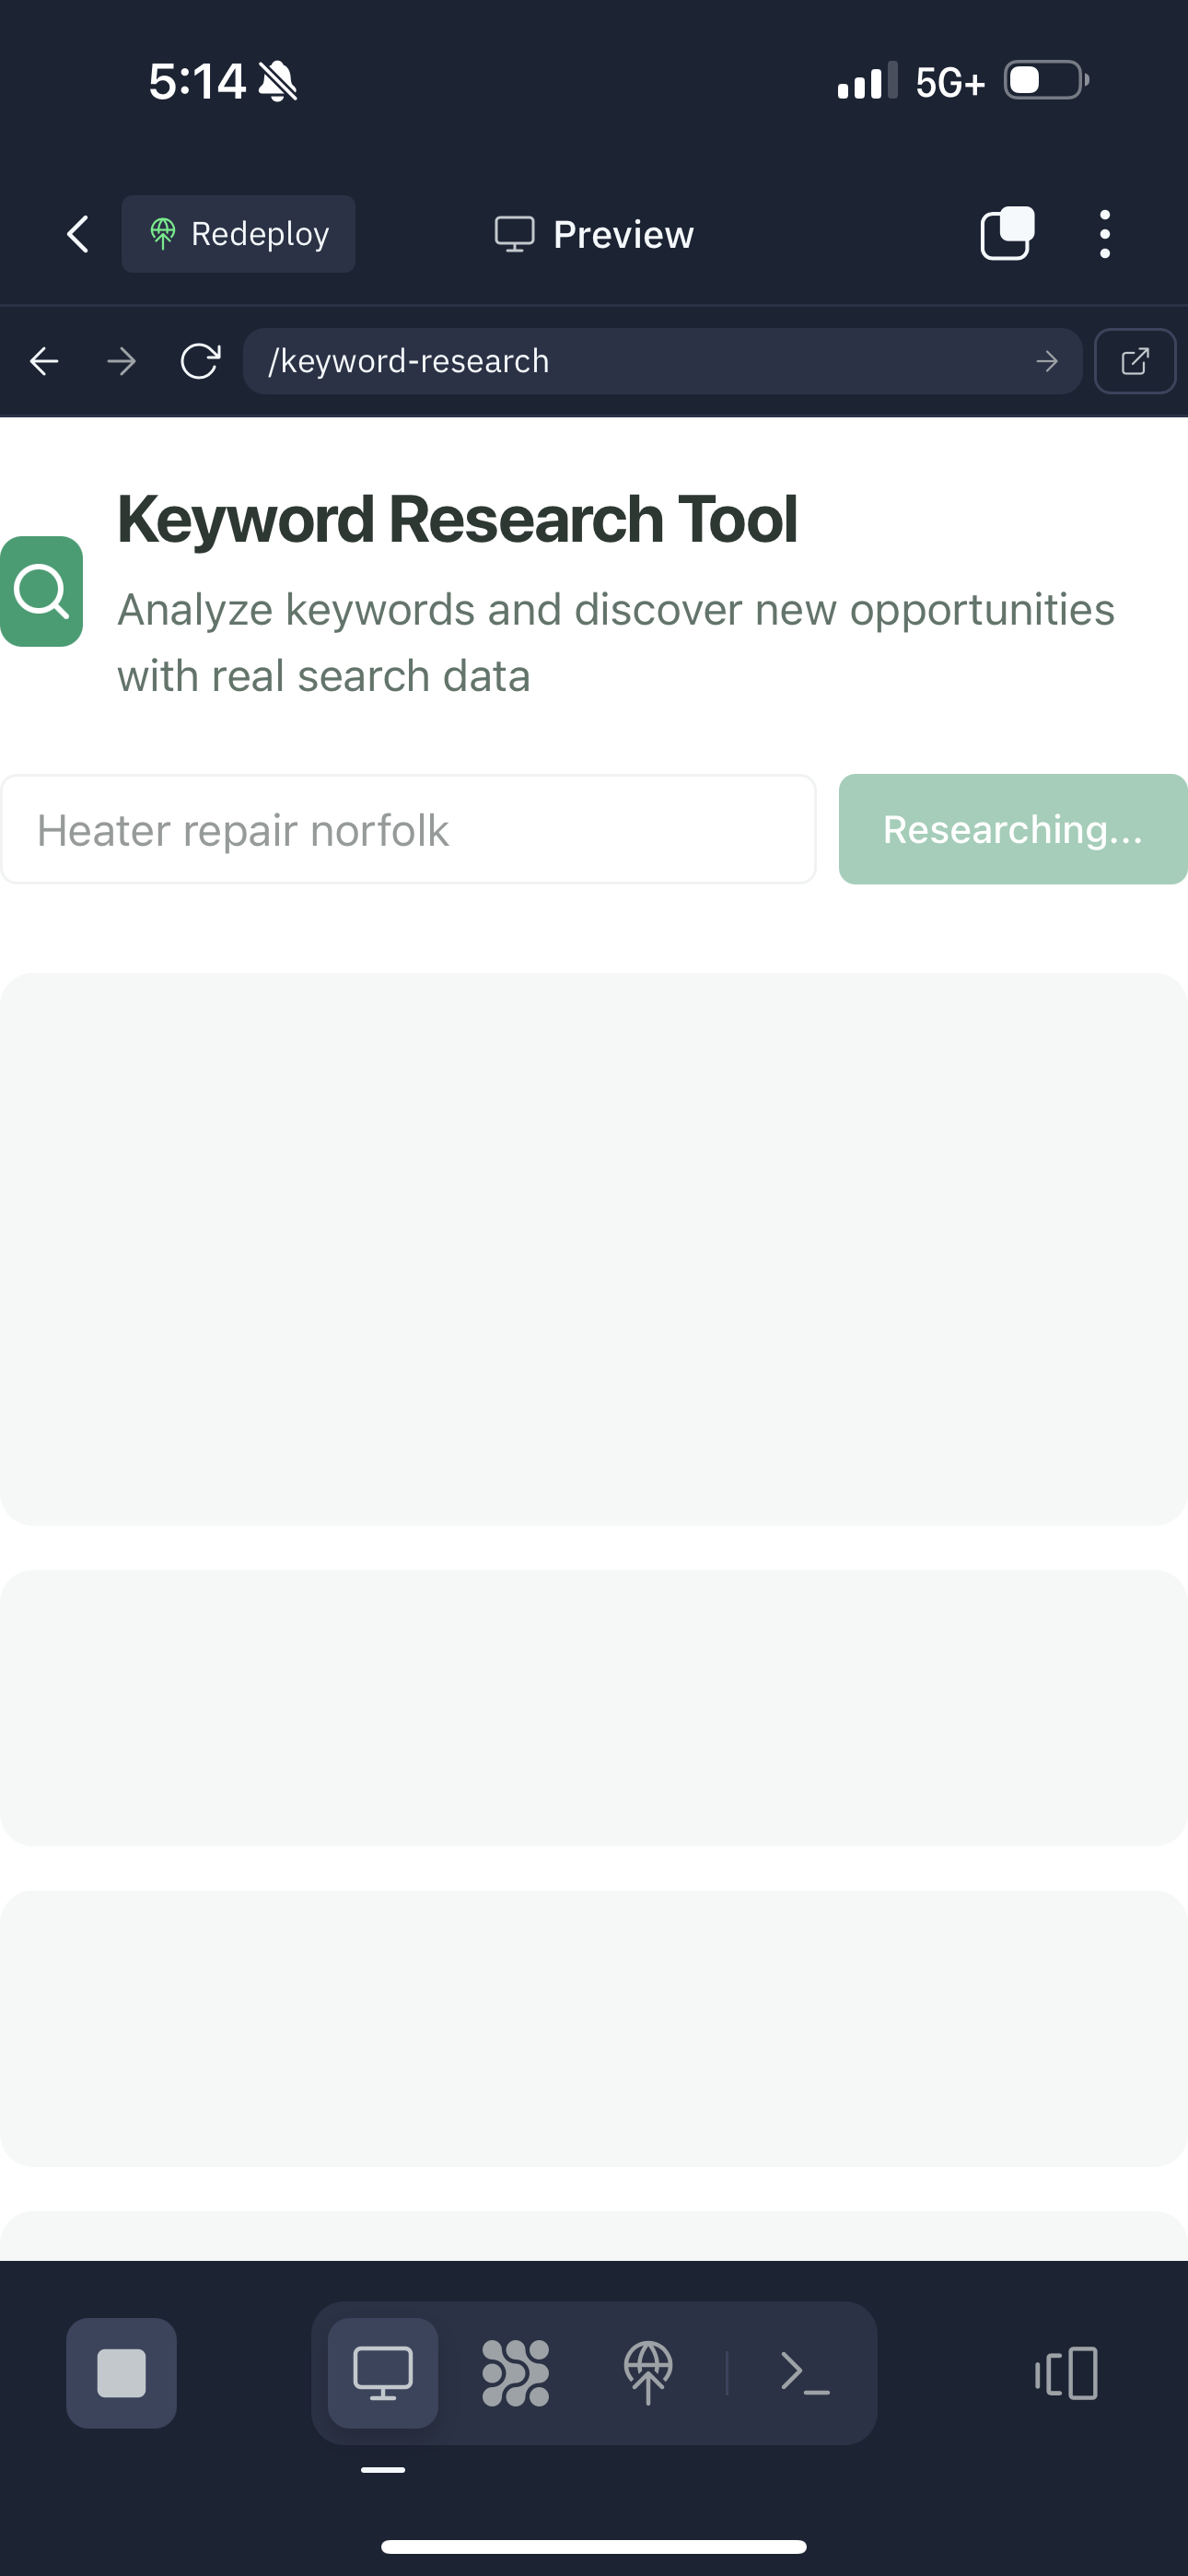 5:14
5G+
Redeploy
Preview
/keyword-research
Keyword Research Tool
Analyze keywords and discover new opportunities
with real search data
Heater repair norfolk
Researching...